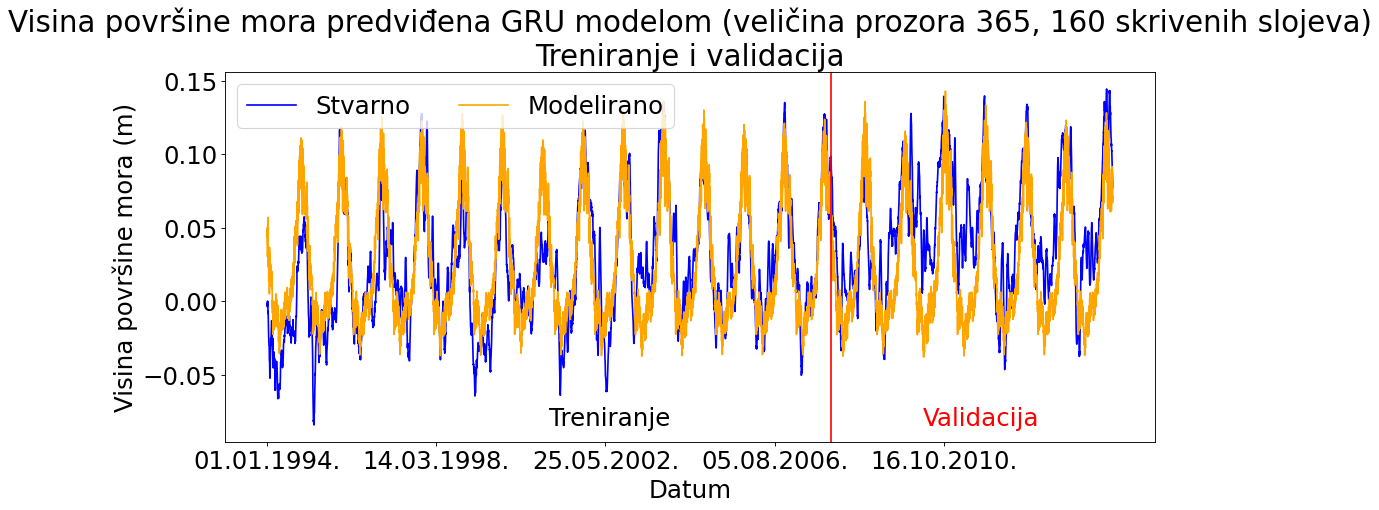 Visina površine mora predviđena GRU modelom (veličina prozora 365, 160 skrivenih slojeva)
Treniranje i validacija
Stvarno
Modelirano
Visina površine mora (m)
0.15
0.10
0.05
0.00
−0.05
Treniranje
Validacija
01.01.1994.
14.03.1998.
25.05.2002.
05.08.2006.
16.10.2010.
Datum